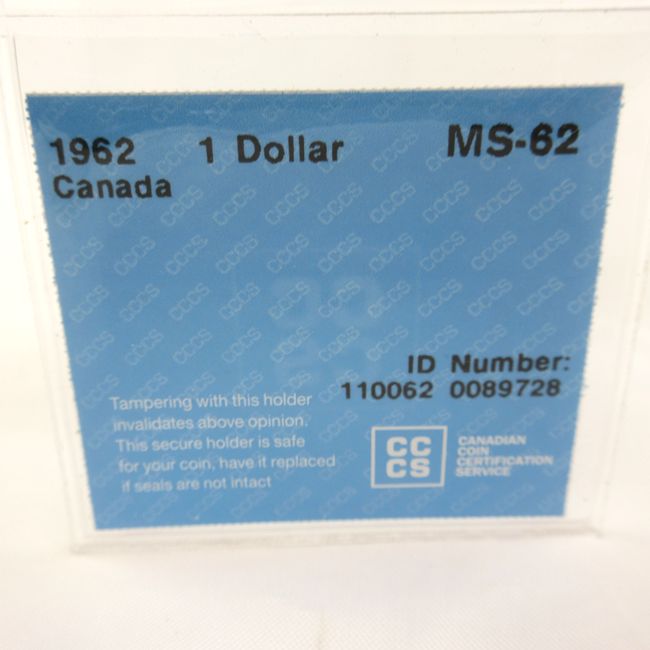 1962 1 Dollar MS-62
Canada
ID Number:
110062 0089728
Tampering with this holder
invalidates above opinion.
This secure holder is safe
for your coin, have it replaced
if seals are not intact
CC
CS
CANADIAN
COIN
CERTIFICATION
SERVICE